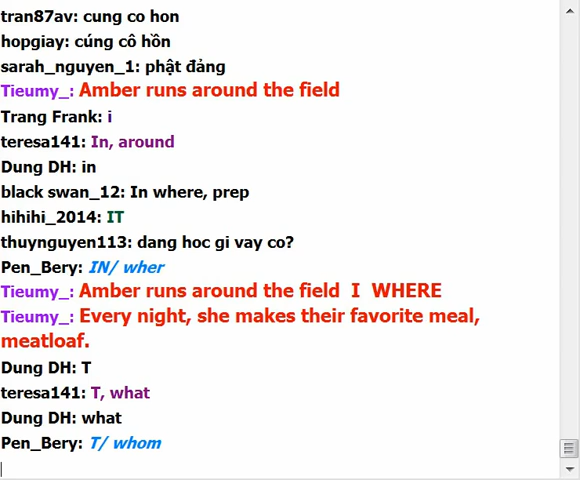 tran87av: cung co hon
hopgiay: cúng cô hồn
sarah_nguyen_1: phật đảng
Tieumy_: Amber runs around the field
Trang Frank: i
teresa141: In, around
Dung DH: in
black swan_12: In where, prep
hihihi_2014: IT
thuynguyen113: dang hoc gi vay co?
Pen_Bery: IN/ wher
Tieumy_: Amber runs around the field I WHERE
Tieumy_: Every night, she makes their favorite meal,
meatloaf.
Dung DH: T
teresa141: T, what
Dung DH: what
Pen_Bery: T/ whom